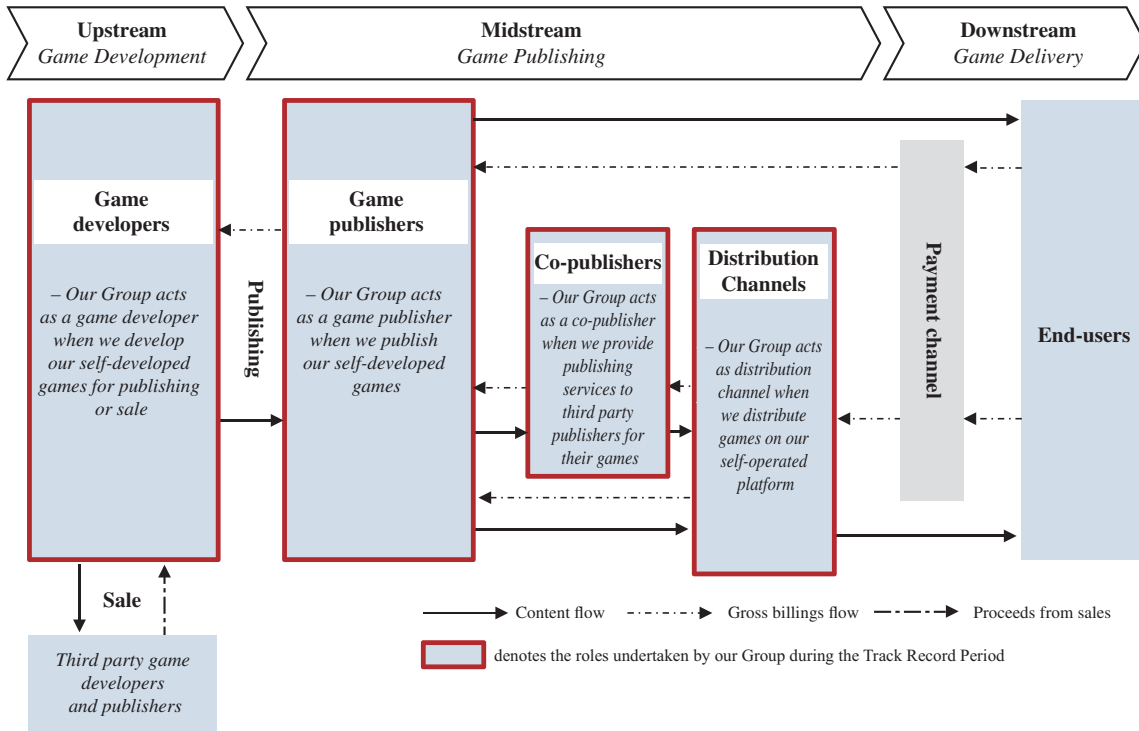 Upstream
Game Development
Midstream
Game Publishing
Downstream
Game Delivery
Game
developers
– Our Group acts
as a game developer
when we develop
our self-developed
games for publishing
or sale
Publishing
Game
publishers
– Our Group acts
as a game publisher
when we publish
our self-developed
games
Co-publishers
– Our Group acts
as a co-publisher
when we provide
publishing
services to
third party
publishers for
their games
Distribution
Channels
– Our Group acts
as distribution
channel when
we distribute
games on our
self-operated
platform
Payment channel
End-users
Sale
Third party game
developers
and publishers
Content flow
Gross billings flow
Proceeds from sales
denotes the roles undertaken by our Group during the Track Record Period